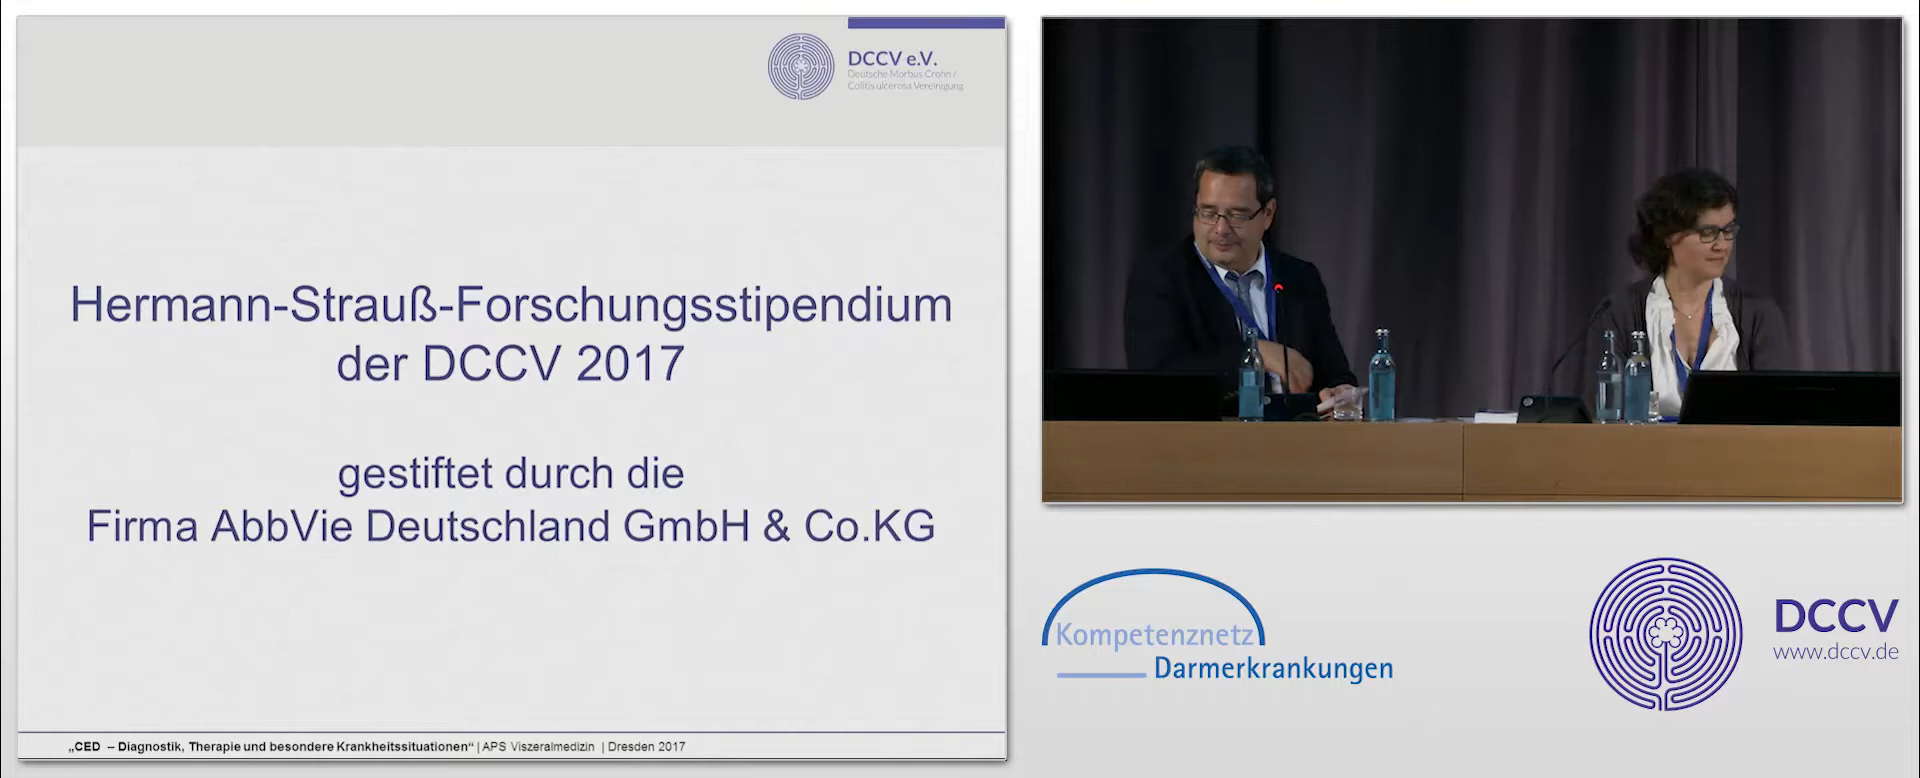 DCCV e.V.
Deutsche Morbus Crohn /
Colitis ulcerosa Vereinigung
Hermann-Strauß-Forschungsstipendium
der DCCV 2017
gestiftet durch die
Firma AbbVie Deutschland GmbH & Co.KG
„CED – Diagnostik, Therapie und besondere Krankheitssituationen“ | APS Viszeralmedizin | Dresden 2017
Kompetenznetz
Darmerkrankungen
DCCV
www.dccv.de